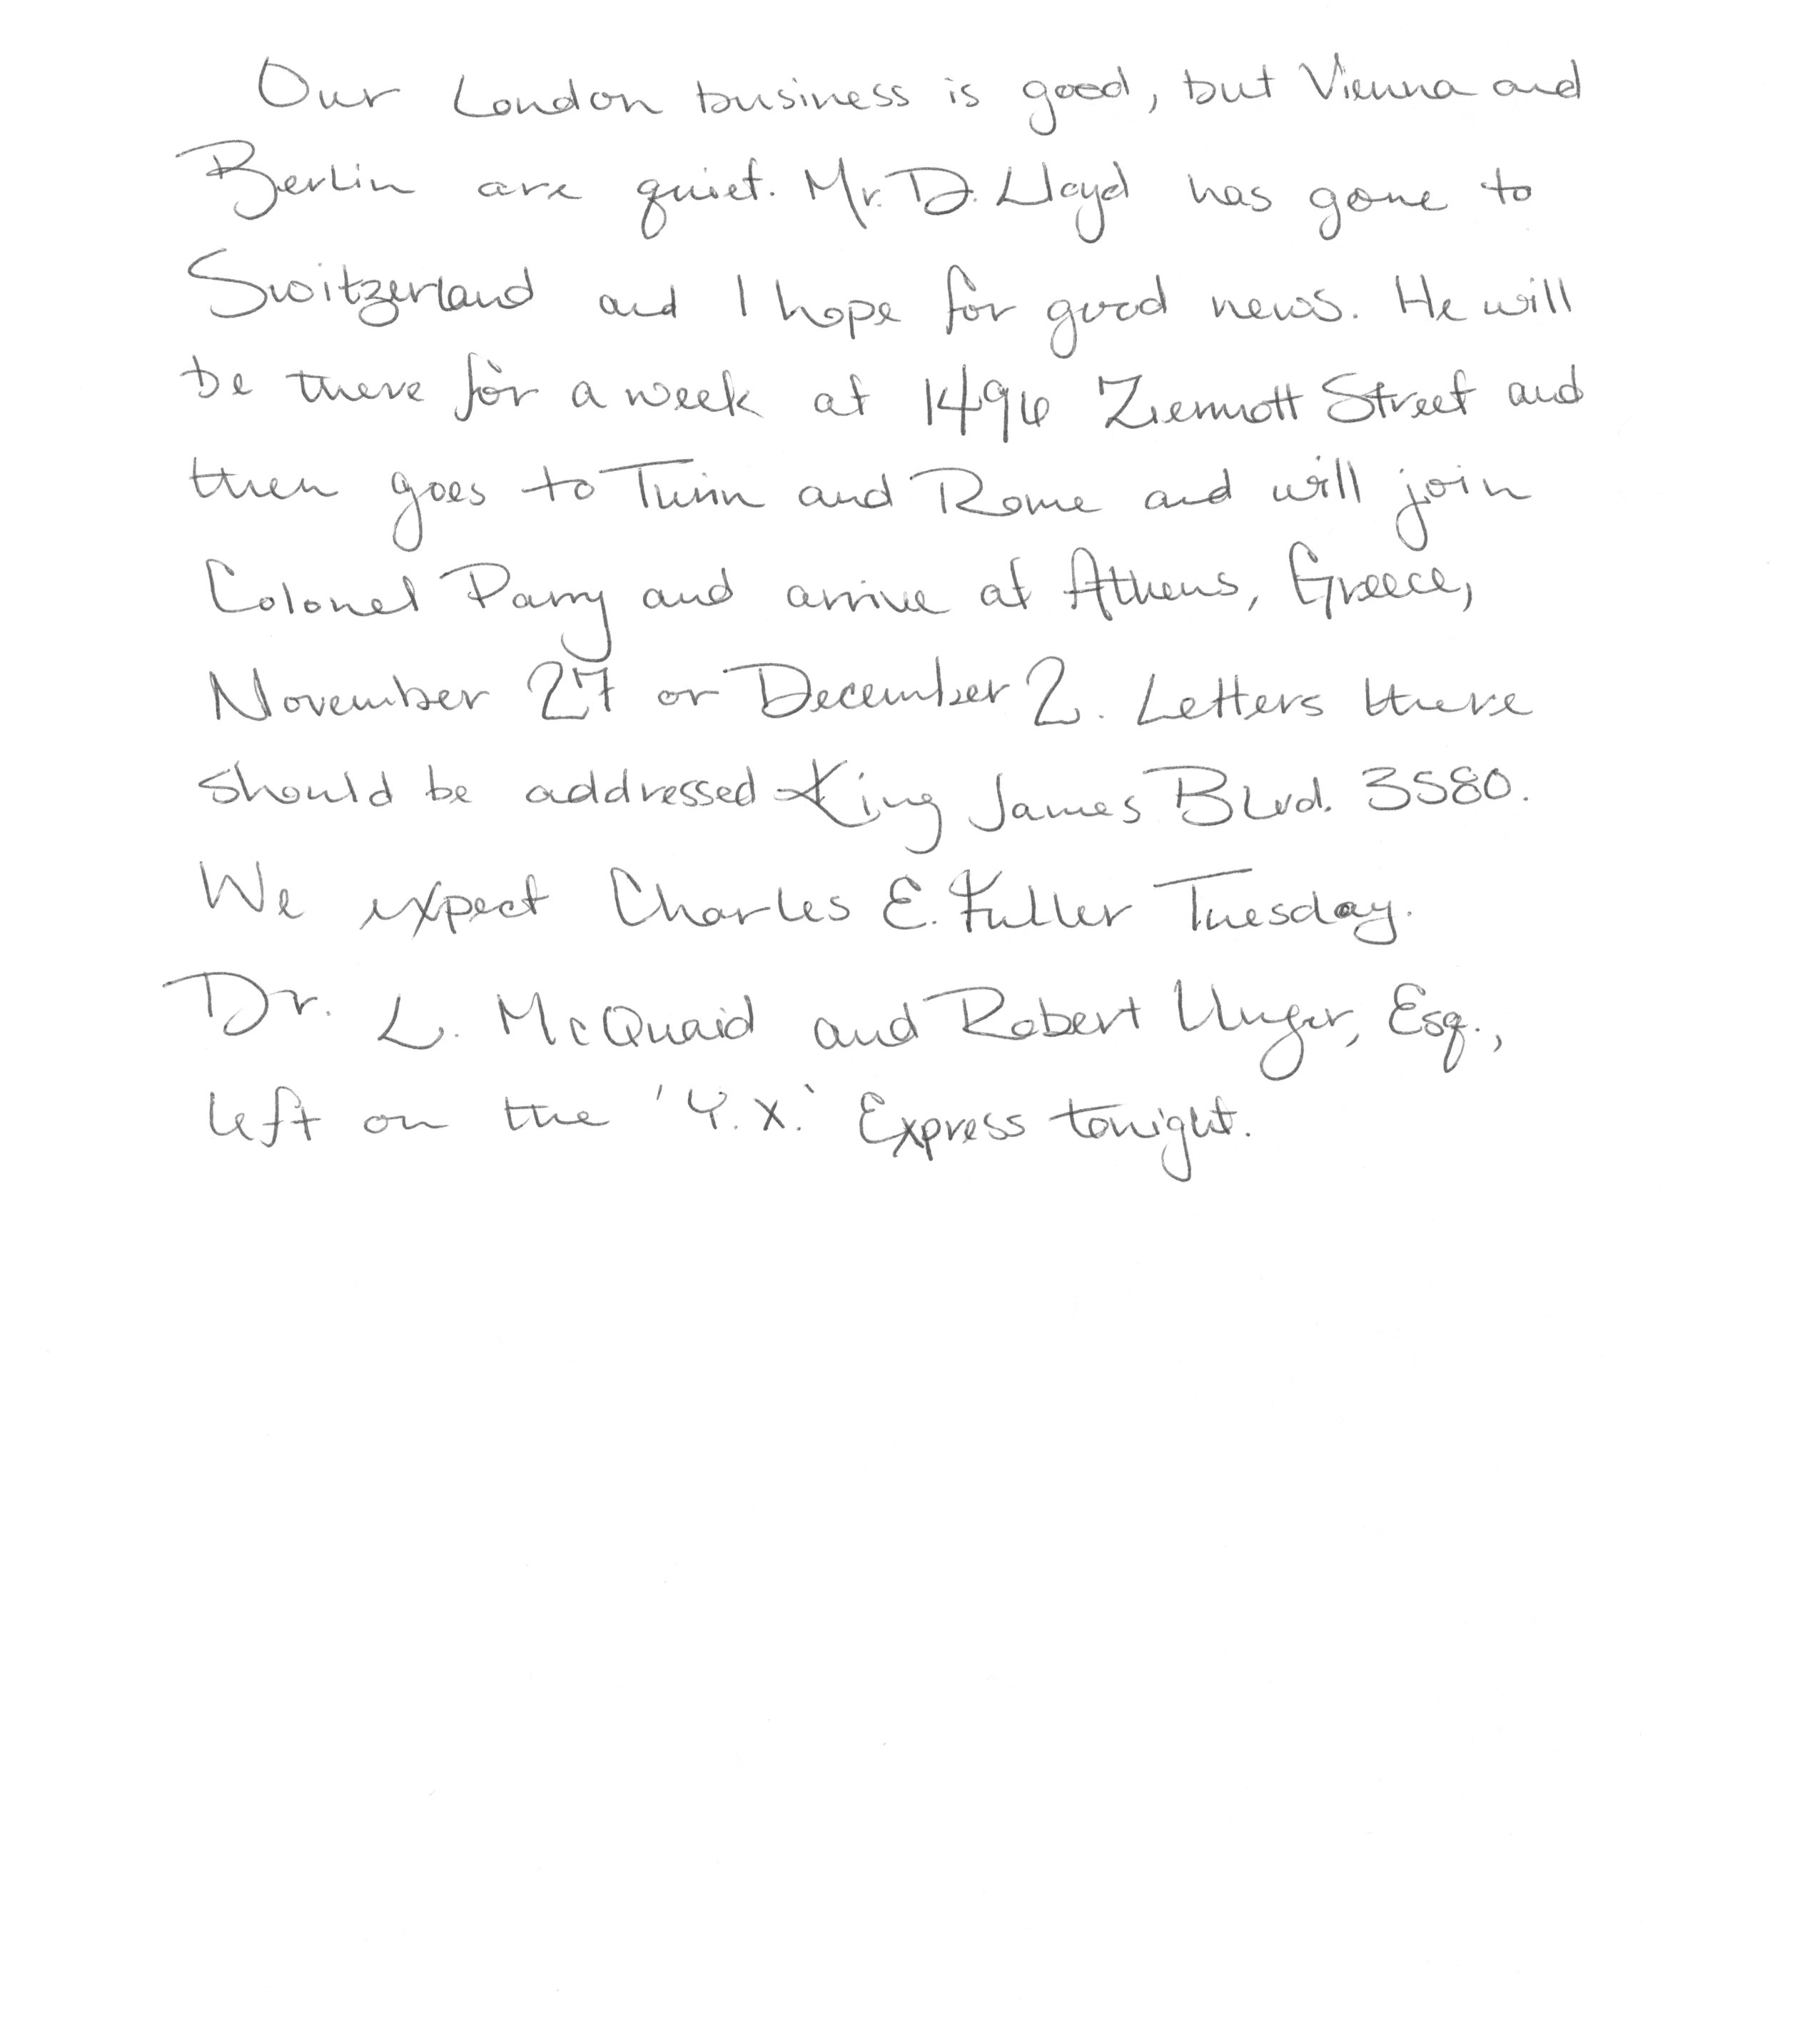 Our London business is good, but Vienna and
Berlin are quiet. Mr. D. Lloyd has gone to
Switzerland and I hope for good news. He will
be there for a week at 1496 Zermott Street and
then goes to Turin and Rome and will join
Colonel Parry and arrive at Athens, Greece,
November 27 or December 2. Letters there
should be addressed King James Blvd. 3580.
We expect Charles E. Fuller Tuesday.
Dr. L. McQuaid and Robert Unger, Esq.,
left on the 'Y.X.' Express tonight.